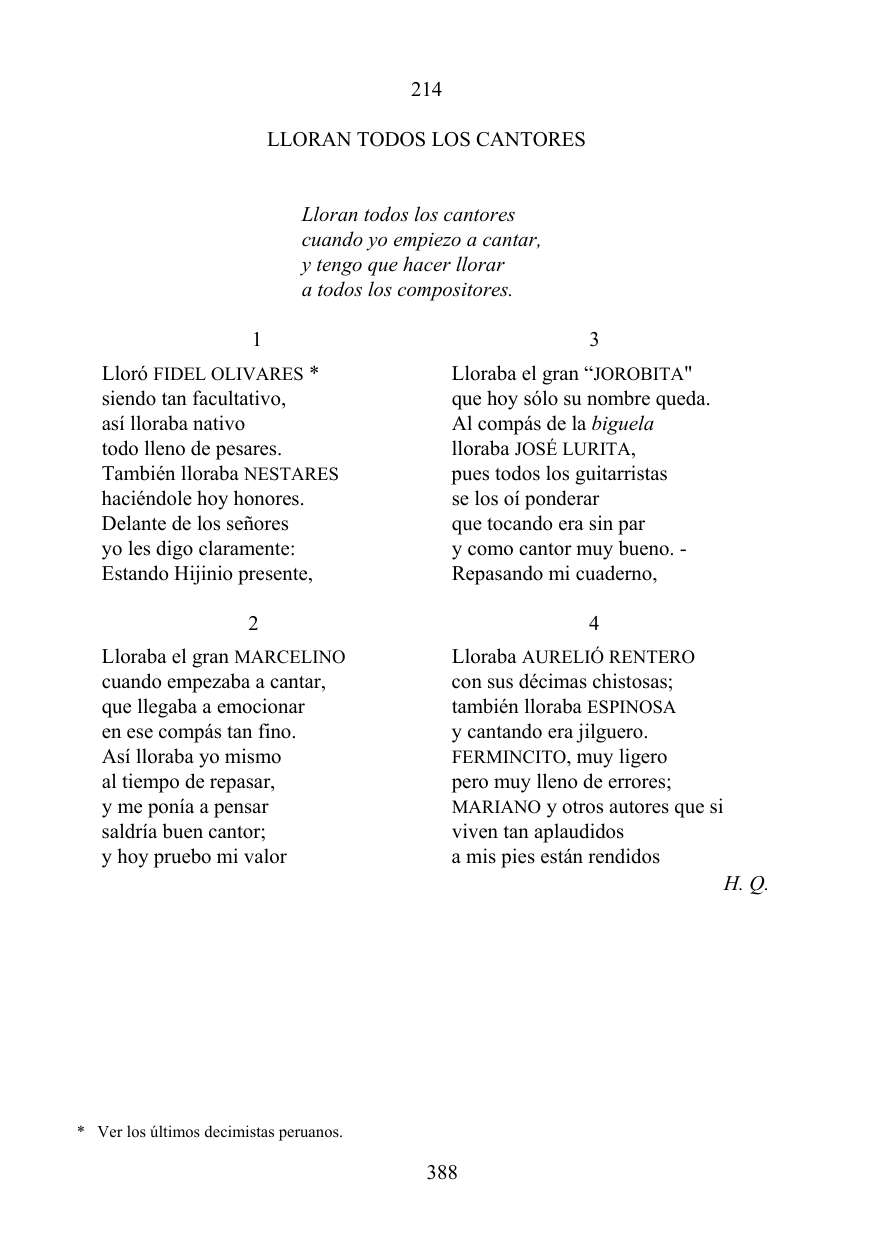 214
LLORAN TODOS LOS CANTORES
Lloran todos los cantores
cuando yo empiezo a cantar,
y tengo que hacer llorar
a todos los compositores.
1
Lloró FIDEL OLIVARES *
siendo tan facultativo,
así lloraba nativo
todo lleno de pesares.
También lloraba NESTARES
haciéndole hoy honores.
Delante de los señores
yo les digo claramente:
Estando Hijinio presente,
2
Lloraba el gran MARCELINO
cuando empezaba a cantar,
que llegaba a emocionar
en ese compás tan fino.
Así lloraba yo mismo
al tiempo de repasar,
y me ponía a pensar
saldría buen cantor;
y hoy pruebo mi valor
3
Lloraba el gran “JOROBITA"
que hoy sólo su nombre queda.
Al compás de la biguela
lloraba JOSÉ LURITA,
pues todos los guitarristas
se los oí ponderar
que tocando era sin par
y como cantor muy bueno. -
Repasando mi cuaderno,
4
Lloraba AURELIÓ RENTERO
con sus décimas chistosas;
también lloraba ESPINOSA
y cantando era jilguero.
FERMINCITO, muy ligero
pero muy lleno de errores;
MARIANO y otros autores que si
viven tan aplaudidos
a mis pies están rendidos
H. Q.
* Ver los últimos decimistas peruanos.
388